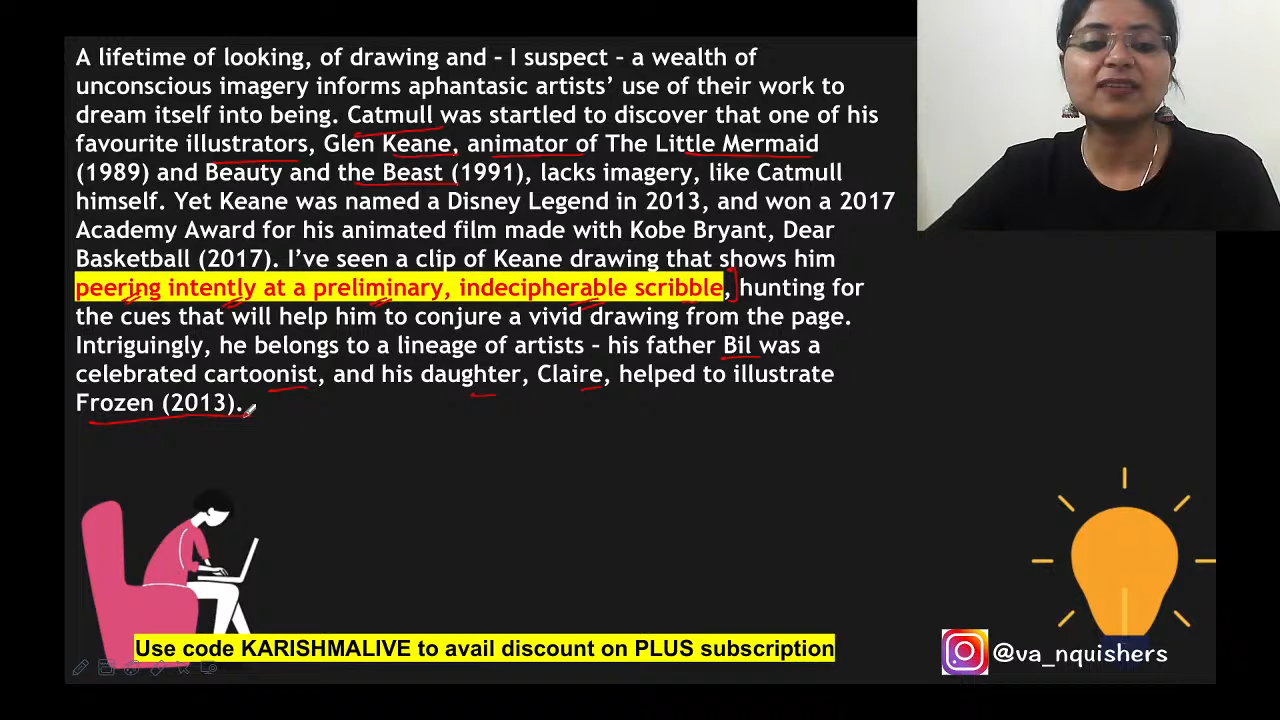 A lifetime of looking, of drawing and – I suspect – a wealth of
unconscious imagery informs aphantasic artists’ use of their work to
dream itself into being. Catmull was startled to discover that one of his
favourite illustrators, Glen Keane, animator of The Little Mermaid
(1989) and Beauty and the Beast (1991), lacks imagery, like Catmull
himself. Yet Keane was named a Disney Legend in 2013, and won a 2017
Academy Award for his animated film made with Kobe Bryant, Dear
Basketball (2017). I’ve seen a clip of Keane drawing that shows him
peering intently at a preliminary, indecipherable scribble, hunting for
the cues that will help him to conjure a vivid drawing from the page.
Intriguingly, he belongs to a lineage of artists – his father Bil was a
celebrated cartoonist, and his daughter, Claire, helped to illustrate
Frozen (2013).
Use code KARISHMALIVE to avail discount on PLUS subscription
@va_nquishers